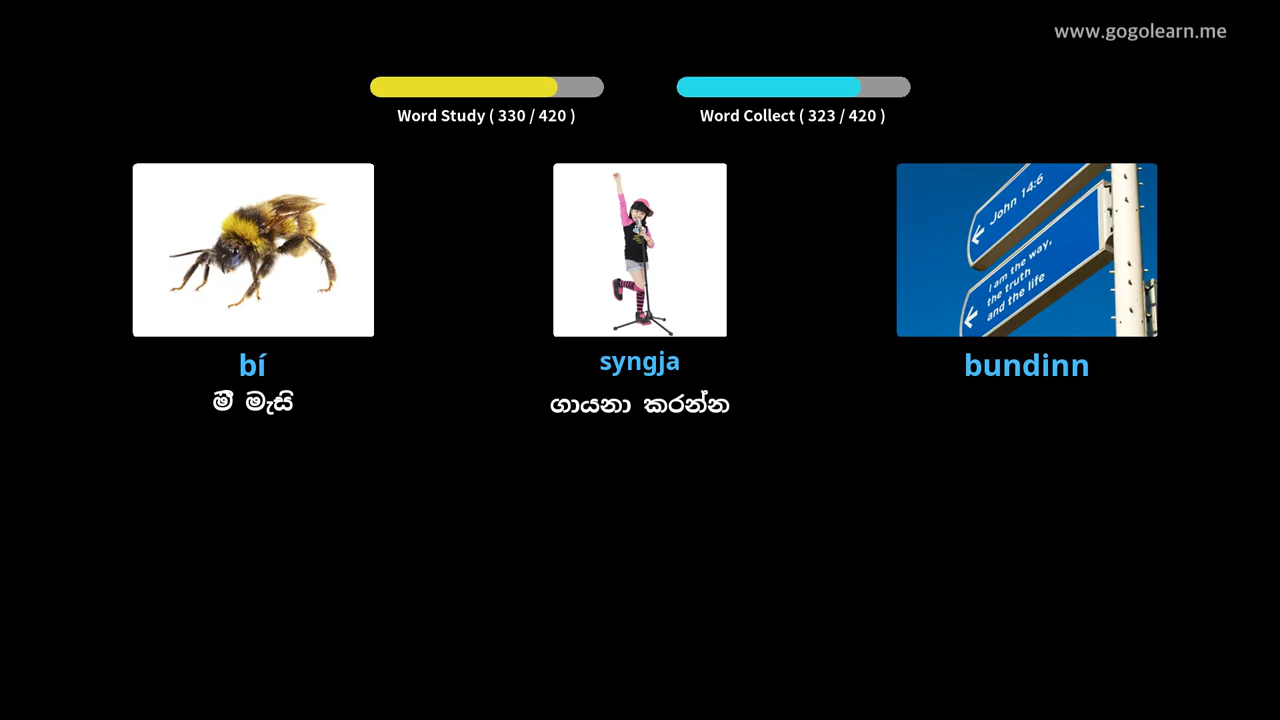 www.gogolearn.me
Word Study ( 330 / 420 )
Word Collect ( 323 / 420 )
John 14:6
I am the way,
the truth
and the life
bí
syngja
bundinn
මී මැසි
ගායනා කරන්න